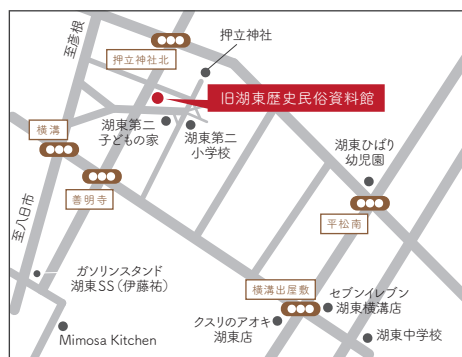 至彦根
押立神社
押立神社北
旧湖東歴史民俗資料館
湖東第二
子どもの家
湖東第二
小学校
横溝
湖東ひばり
幼児園
善明寺
至八日市
平松南
ガソリンスタンド
湖東SS(伊藤祐)
横溝出屋敷
セブンイレブン
湖東横溝店
クスリのアオキ
湖東店
Mimosa Kitchen
湖東中学校